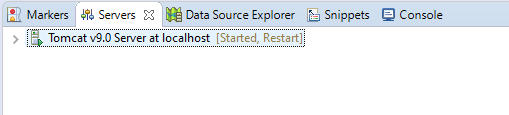 Markers Servers Data Source Explorer Snippets Console
Tomcat v9.0 Server at localhost [Started, Restart]